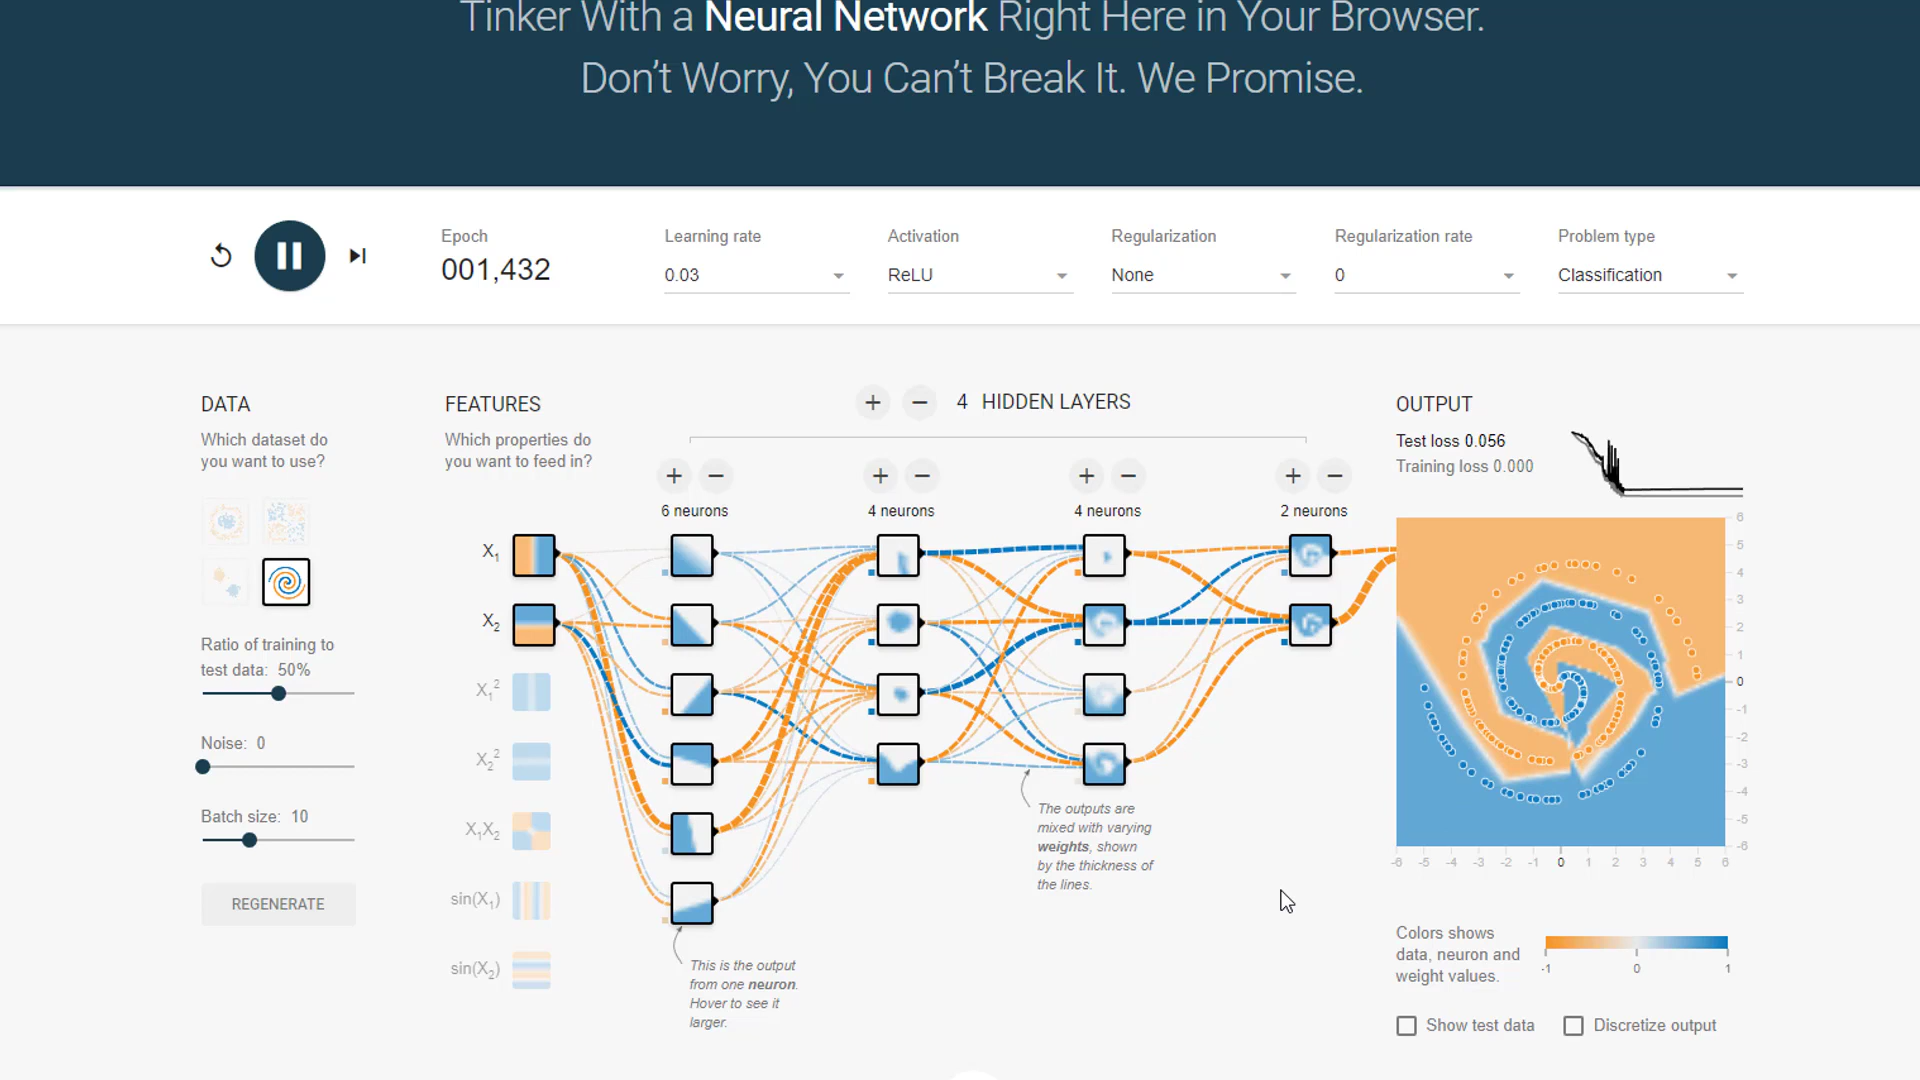 Tinker With a Neural Network Right Here in Your Browser.
Don't Worry, You Can't Break It. We Promise.
Epoch
001,432
Learning rate
0.03
Activation
ReLU
Regularization
None
Regularization rate
0
Problem type
Classification
DATA
Which dataset do
you want to use?
Ratio of training to
test data: 50%
Noise: 0
Batch size: 10
REGENERATE
FEATURES
Which properties do
you want to feed in?
X₁
X₂
X₁²
X₂²
X₁X₂
sin(X₁)
sin(X₂)
+ − 4 HIDDEN LAYERS
+ − + − + − + −
6 neurons
4 neurons
4 neurons
2 neurons
This is the output
from one neuron.
Hover to see it
larger.
The outputs are
mixed with varying
weights, shown
by the thickness of
the lines.
OUTPUT
Test loss 0.056
Training loss 0.000
6
5
4
3
2
1
0
-1
-2
-3
-4
-5
-6
-6 -5 -4 -3 -2 -1 0 1 2 3 4 5 6
Colors shows
data, neuron and
weight values.
-1 0 1
Show test data
Discretize output